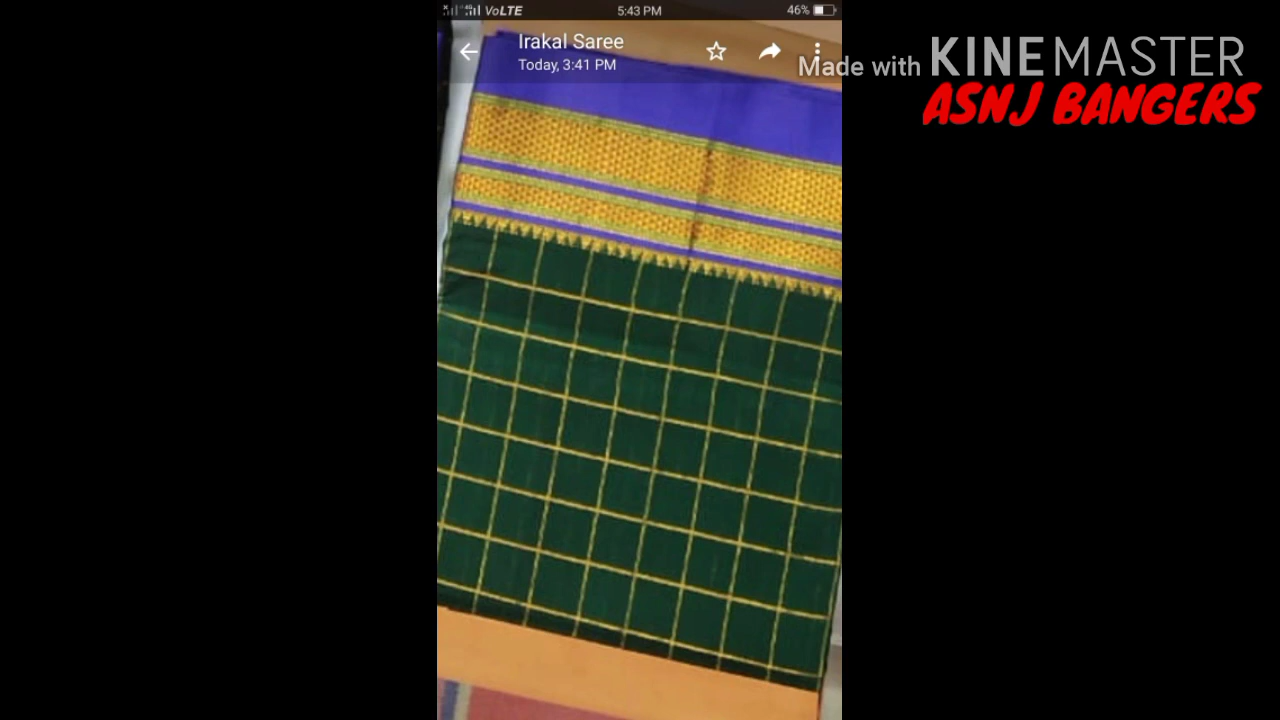 VoLTE 5:43 PM 46%
Irakal Saree
Today, 3:41 PM
Made with KINEMASTER
ASNJ BANGERS